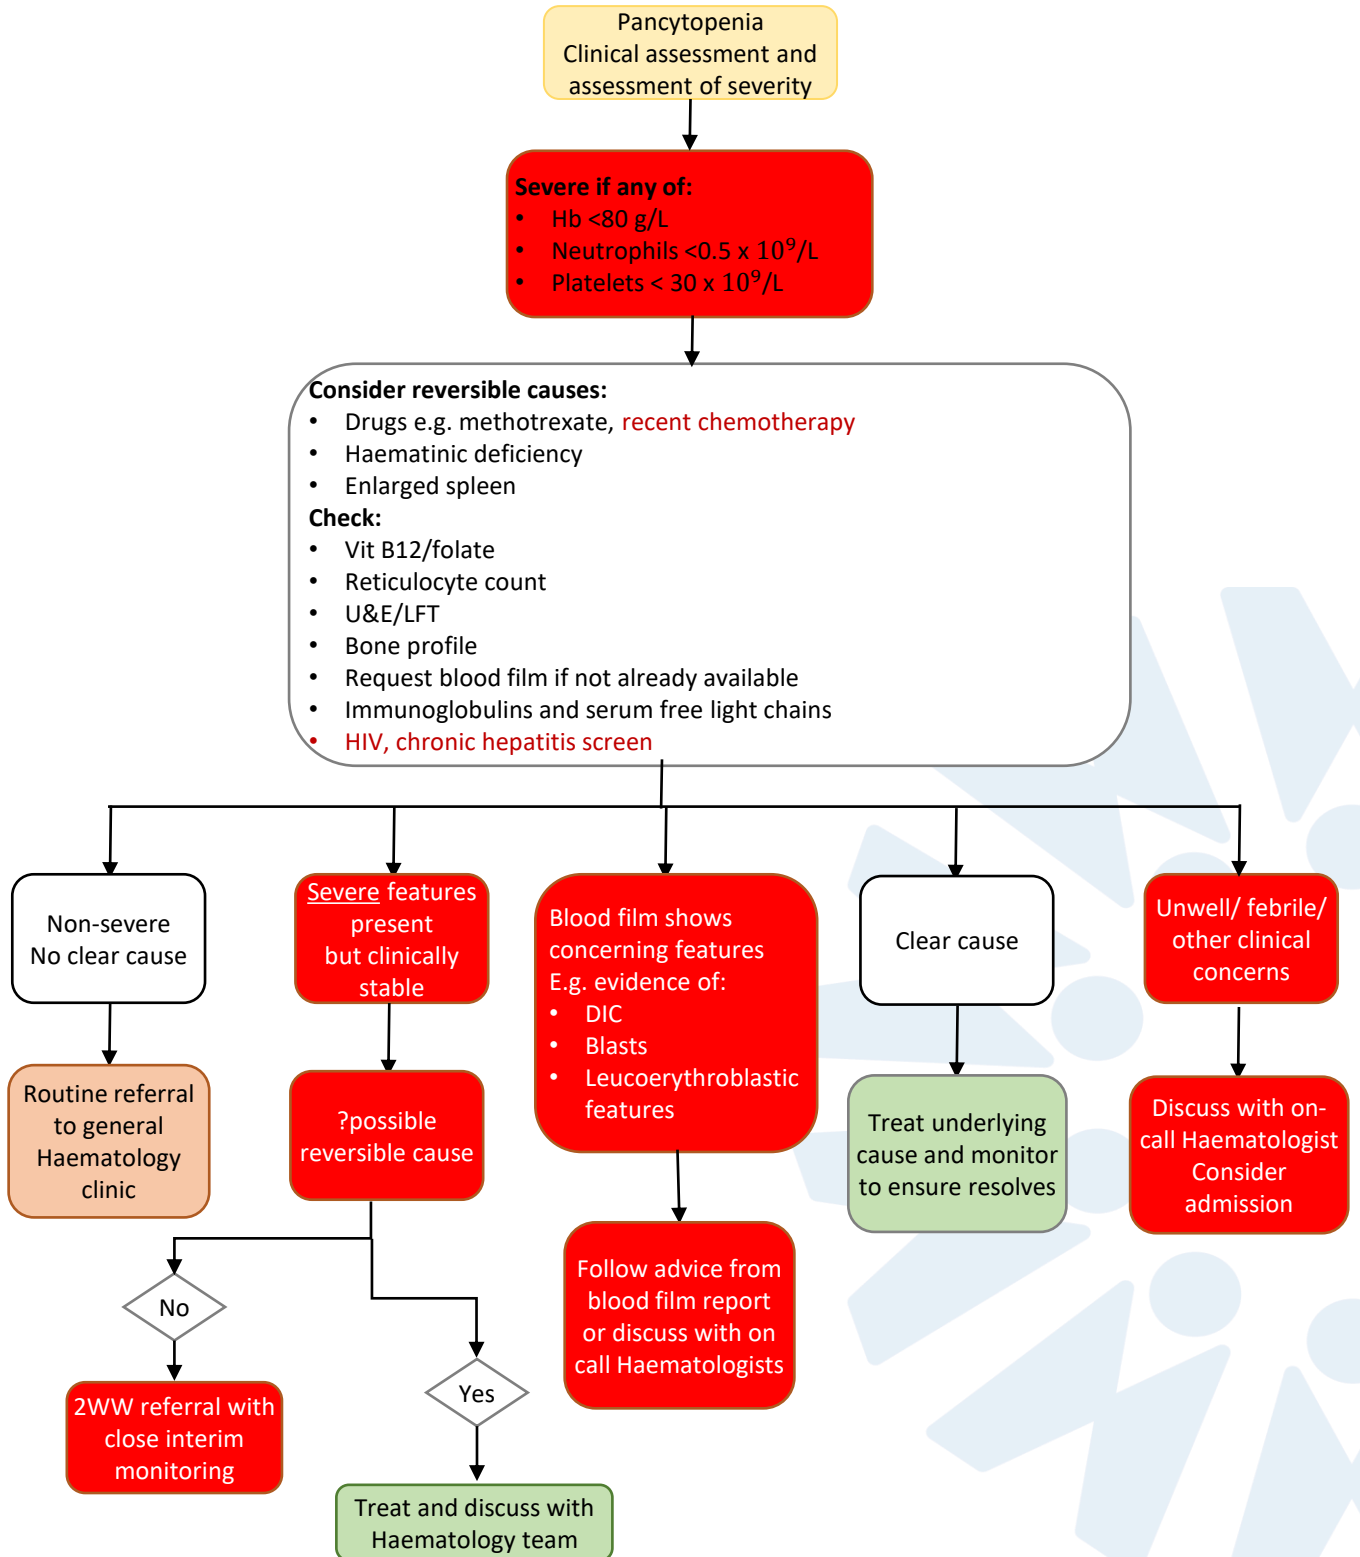 Pancytopenia
Clinical assessment and
assessment of severity
Severe if any of:
• Hb <80 g/L
• Neutrophils <0.5 x 10⁹/L
• Platelets < 30 x 10⁹/L
Consider reversible causes:
• Drugs e.g. methotrexate, recent chemotherapy
• Haematinic deficiency
• Enlarged spleen
Check:
• Vit B12/folate
• Reticulocyte count
• U&E/LFT
• Bone profile
• Request blood film if not already available
• Immunoglobulins and serum free light chains
• HIV, chronic hepatitis screen
Non-severe
No clear cause
Severe features
present
but clinically
stable
Blood film shows
concerning features
E.g. evidence of:
• DIC
• Blasts
• Leucoerythroblastic
features
Clear cause
Unwell/ febrile/
other clinical
concerns
Routine referral
to general
Haematology
clinic
?possible
reversible cause
Treat underlying
cause and monitor
to ensure resolves
Discuss with on-
call Haematologist
Consider
admission
No
Yes
Follow advice from
blood film report
or discuss with on
call Haematologists
2WW referral with
close interim
monitoring
Treat and discuss with
Haematology team